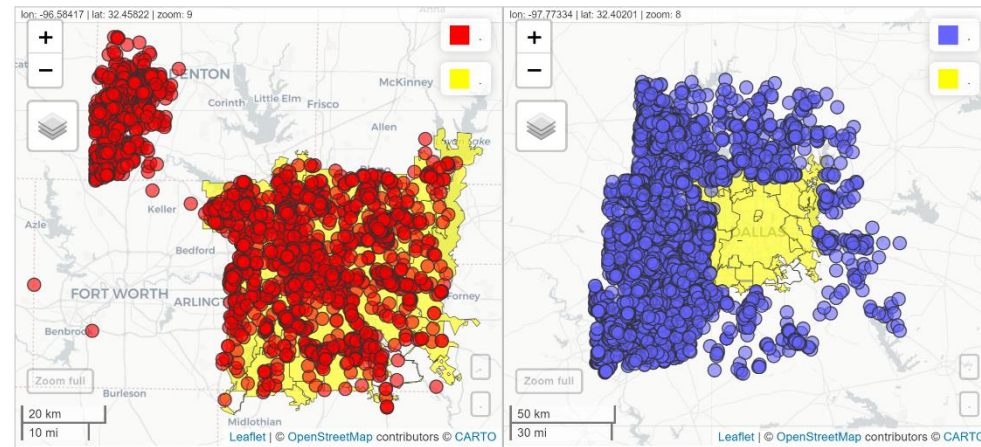 lon: -96.58417 | lat: 32.45822 | zoom: 9
+
−
DENTON
McKinney
Corinth
Little Elm
Frisco
Allen
Keller
Azle
Bedford
FORT WORTH
ARLINGT
Forney
Benbrook
Zoom full
Burleson
20 km
10 mi
Midlothian
Leaflet | © OpenStreetMap contributors © CARTO
lon: -97.77334 | lat: 32.40201 | zoom: 8
+
−
DALLAS
Zoom full
50 km
30 mi
Leaflet | © OpenStreetMap contributors © CARTO